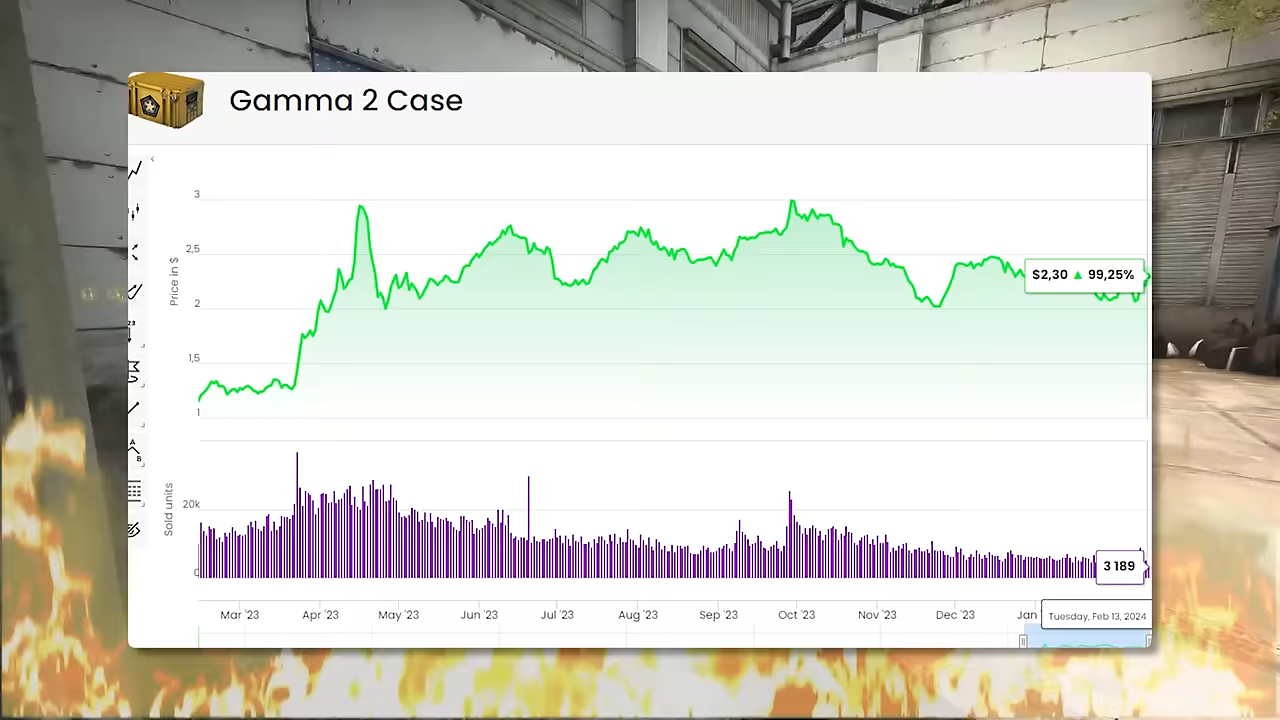 Gamma 2 Case
3
2,5
2
1,5
1
Price in $
$2,30 ▲ 99,25%
20k
0
Sold units
3 189
Mar '23 Apr '23 May '23 Jun '23 Jul '23 Aug '23 Sep '23 Oct '23 Nov '23 Dec '23 Jan
Tuesday, Feb 13, 2024